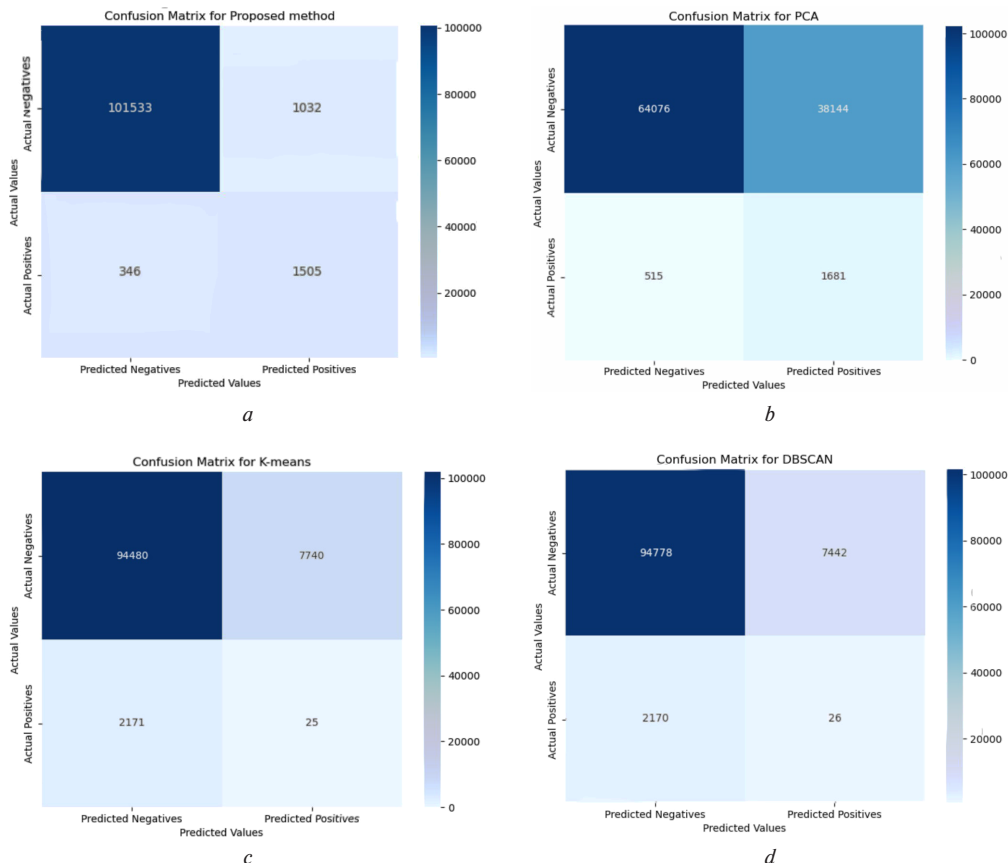 Confusion Matrix for Proposed method
Actual Negatives
Actual Positives
Actual Values
101533
1032
346
1505
100000
80000
60000
40000
20000
Predicted Negatives
Predicted Positives
Predicted Values
a
Confusion Matrix for PCA
Actual Negatives
Actual Positives
Actual Values
64076
38144
515
1681
100000
80000
60000
40000
20000
0
Predicted Negatives
Predicted Positives
Predicted Values
b
Confusion Matrix for K-means
Actual Negatives
Actual Positives
Actual Values
94480
7740
2171
25
100000
80000
60000
40000
20000
0
Predicted Negatives
Predicted Positives
Predicted Values
c
Confusion Matrix for DBSCAN
Actual Negatives
Actual Positives
Actual Values
94778
7442
2170
26
100000
80000
60000
40000
20000
Predicted Negatives
Predicted Positives
Predicted Values
d